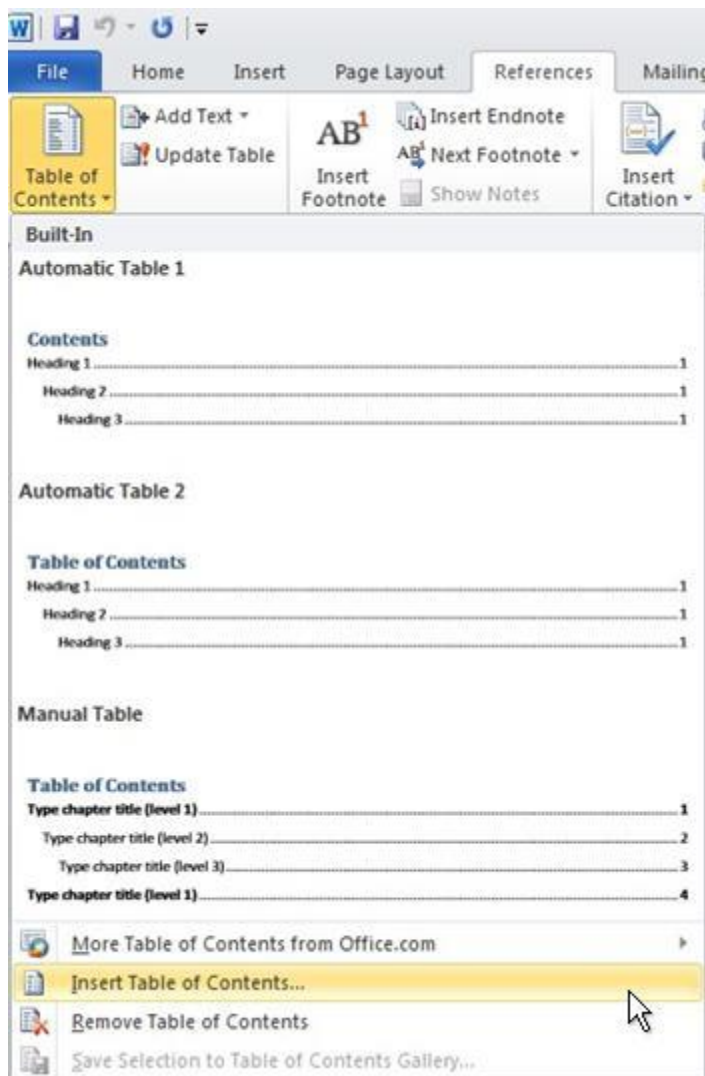 W
File Home Insert Page Layout References Mailing
Table of Contents
Add Text
Update Table
AB1
Insert Footnote
Insert Endnote
AB Next Footnote
Show Notes
Insert Citation
Built-In
Automatic Table 1
Contents
Heading 1 1
Heading 2 1
Heading 3 1
Automatic Table 2
Table of Contents
Heading 1 1
Heading 2 1
Heading 3 1
Manual Table
Table of Contents
Type chapter title (level 1) 1
Type chapter title (level 2) 2
Type chapter title (level 3) 3
Type chapter title (level 1) 4
More Table of Contents from Office.com
Insert Table of Contents...
Remove Table of Contents
Save Selection to Table of Contents Gallery...